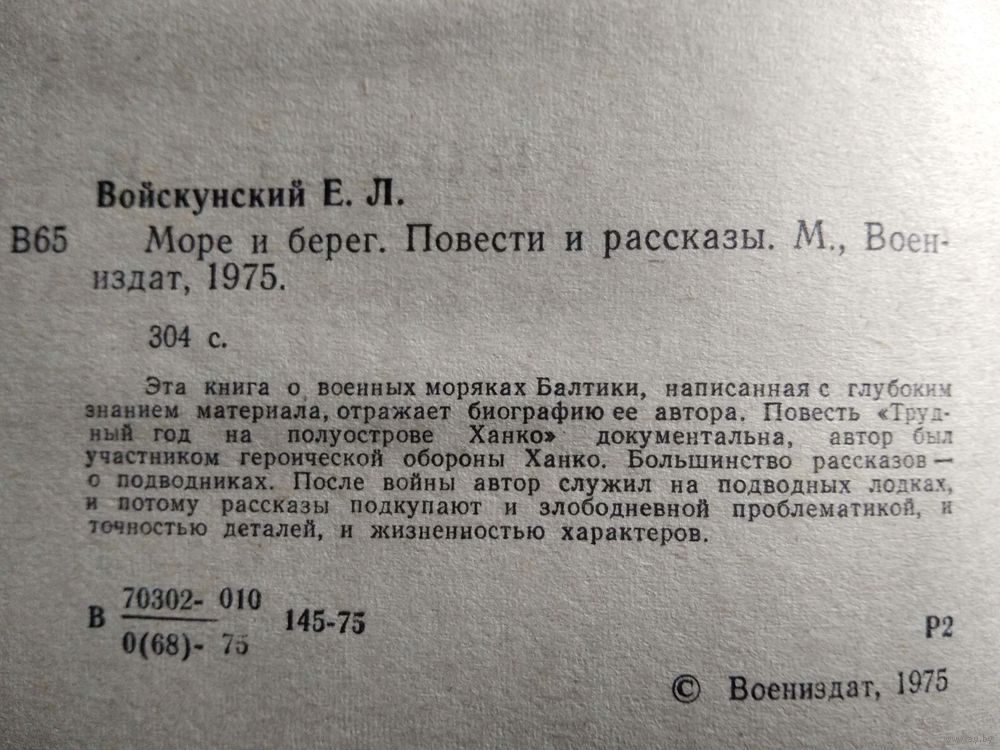 Войскунский Е. Л.
В65 Море и берег. Повести и рассказы. М., Воен-
издат, 1975.
304 с.
Эта книга о военных моряках Балтики, написанная с глубоким
знанием материала, отражает биографию ее автора. Повесть «Труд-
ный год на полуострове Ханко» документальна, автор был
участником героической обороны Ханко. Большинство рассказов —
о подводниках. После войны автор служил на подводных лодках,
и потому рассказы подкупают и злободневной проблематикой, и
точностью деталей, и жизненностью характеров.
В 70302- 010 145-75
0(68)- 75
Р2
© Воениздат, 1975